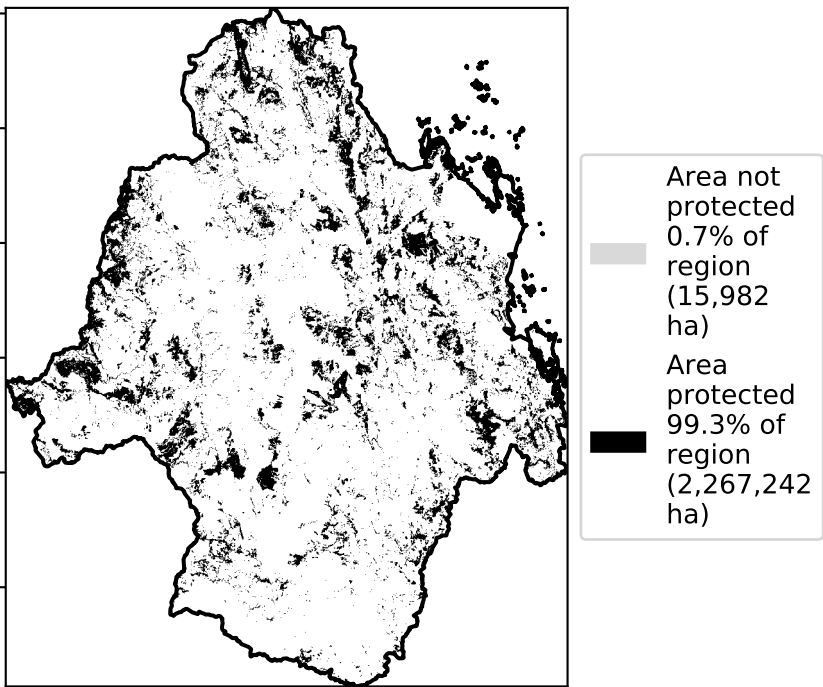 Area not
protected
0.7% of
region
(15,982
ha)
Area
protected
99.3% of
region
(2,267,242
ha)